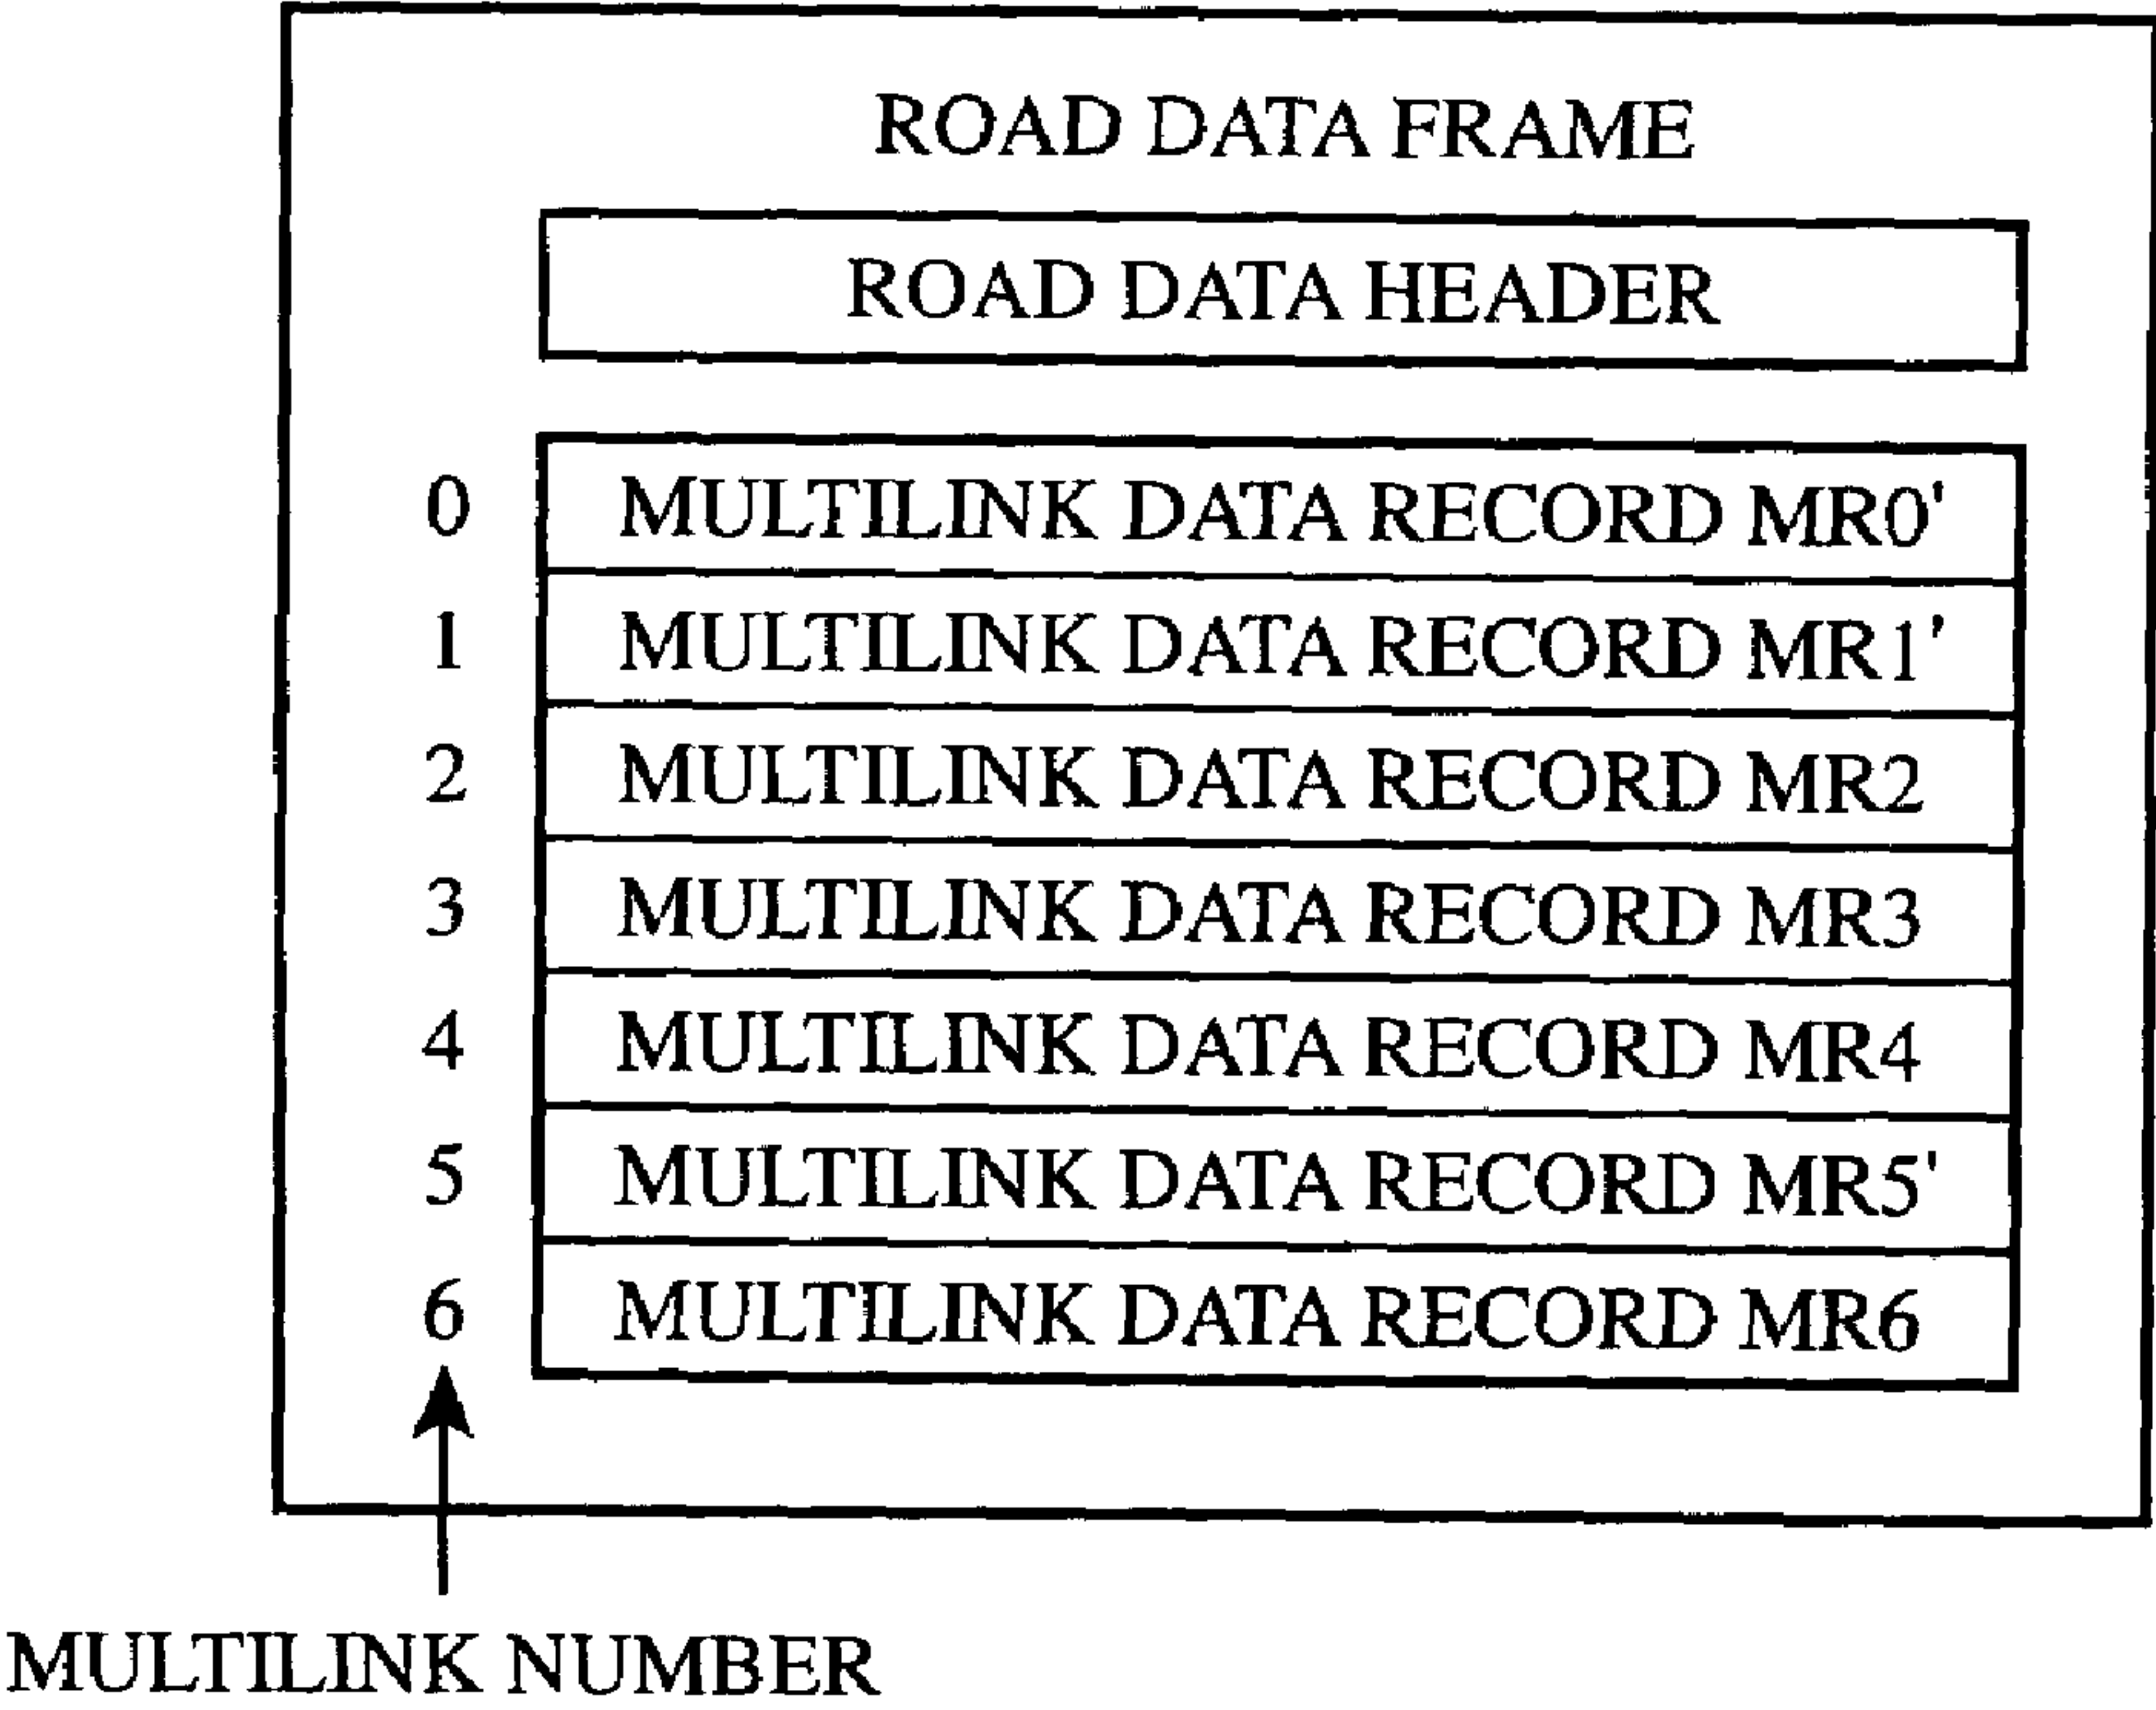 ROAD DATA FRAME
ROAD DATA HEADER
0 MULTILINK DATA RECORD MR0'
1 MULTILINK DATA RECORD MR1'
2 MULTILINK DATA RECORD MR2
3 MULTILINK DATA RECORD MR3
4 MULTILINK DATA RECORD MR4
5 MULTILINK DATA RECORD MR5'
6 MULTILINK DATA RECORD MR6
MULTILINK NUMBER